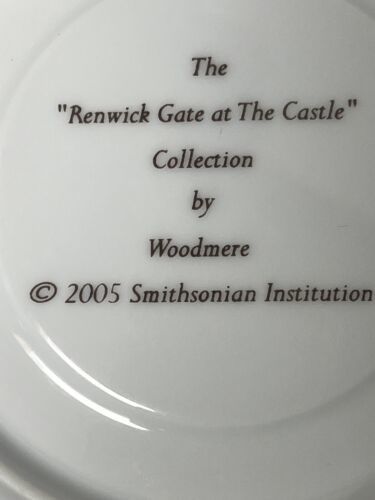 The
"Renwick Gate at The Castle"
Collection
by
Woodmere
© 2005 Smithsonian Institution